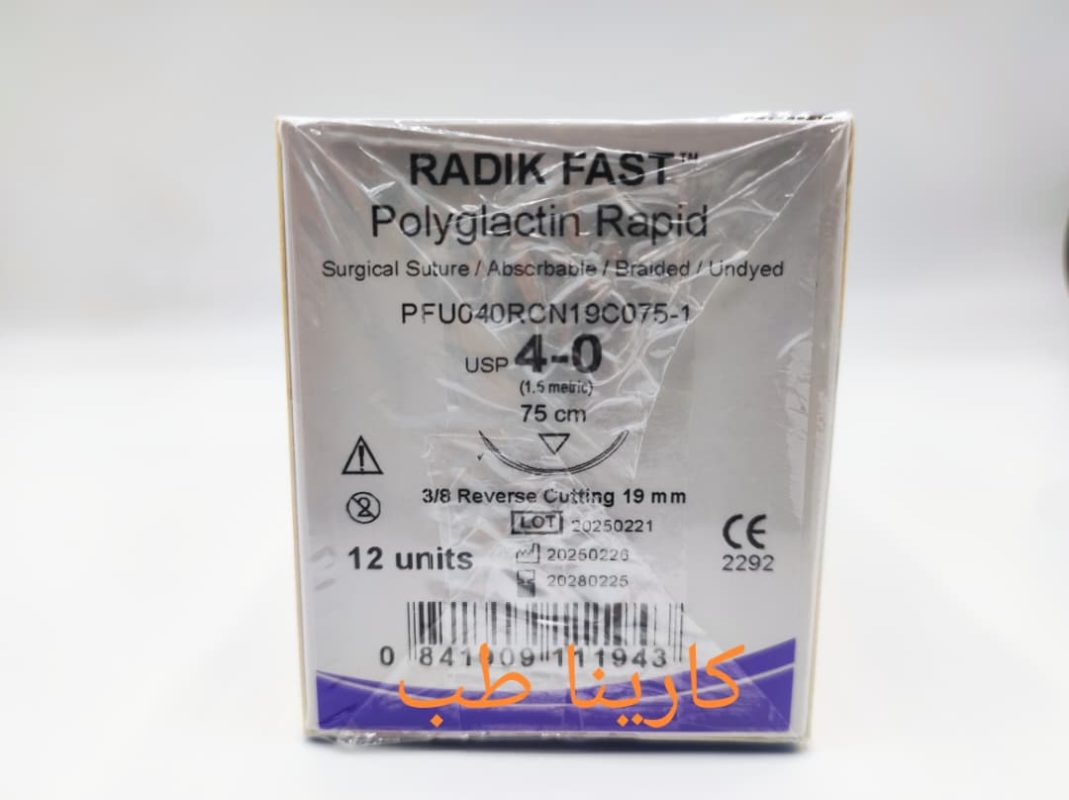 RADIK FAST™
Polyglactin Rapid
Surgical Suture / Absorbable / Braided / Undyed
PFU040RCN19C075-1
USP 4-0
(1.5 metric)
75 cm
3/8 Reverse Cutting 19 mm
LOT 20250221
20250226
20280225
12 units
CE
2292
0 841009 111943
کارینا طب